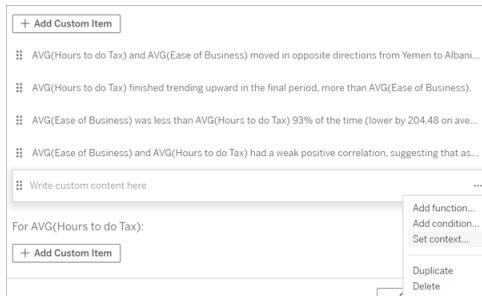 + Add Custom Item
AVG(Hours to do Tax) and AVG(Ease of Business) moved in opposite directions from Yemen to Albani...
AVG(Hours to do Tax) finished trending upward in the final period, more than AVG(Ease of Business).
AVG(Ease of Business) was less than AVG(Hours to do Tax) 93% of the time (lower by 204.48 on ave...
AVG(Ease of Business) and AVG(Hours to do Tax) had a weak positive correlation, suggesting that as...
Write custom content here
Add function...
Add condition...
Set context...
For AVG(Hours to do Tax):
+ Add Custom Item
Duplicate
Delete